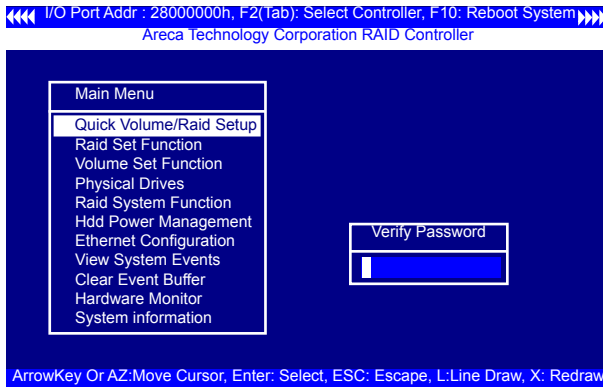 I/O Port Addr : 28000000h, F2(Tab): Select Controller, F10: Reboot System
Areca Technology Corporation RAID Controller
Main Menu
Quick Volume/Raid Setup
Raid Set Function
Volume Set Function
Physical Drives
Raid System Function
Hdd Power Management
Ethernet Configuration
View System Events
Clear Event Buffer
Hardware Monitor
System information
Verify Password
ArrowKey Or AZ:Move Cursor, Enter: Select, ESC: Escape, L:Line Draw, X: Redraw